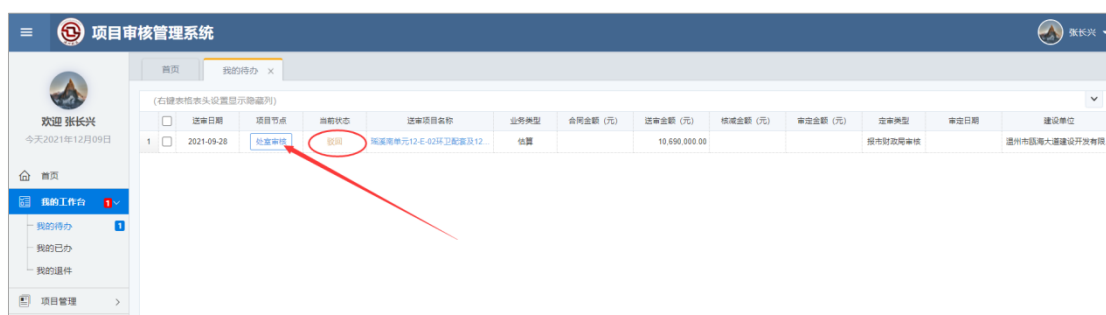 项目审核管理系统
张长兴
首页
我的待办 ×
欢迎 张长兴
今天2021年12月09日
(右键表格表头设置显示隐藏列)
送审日期 项目节点 当前状态 送审项目名称 业务类型 合同金额（元） 送审金额（元） 核减金额（元） 审定金额（元） 定审类型 审定日期 建设单位
1 2021-09-28 处室审核 驳回 瑞溪南单元12-E-02环卫配套及12... 估算 10,690,000.00 报市财政局审核 温州市瓯海大道建设开发有限
首页
我的工作台 1
我的待办 1
我的已办
我的退件
项目管理